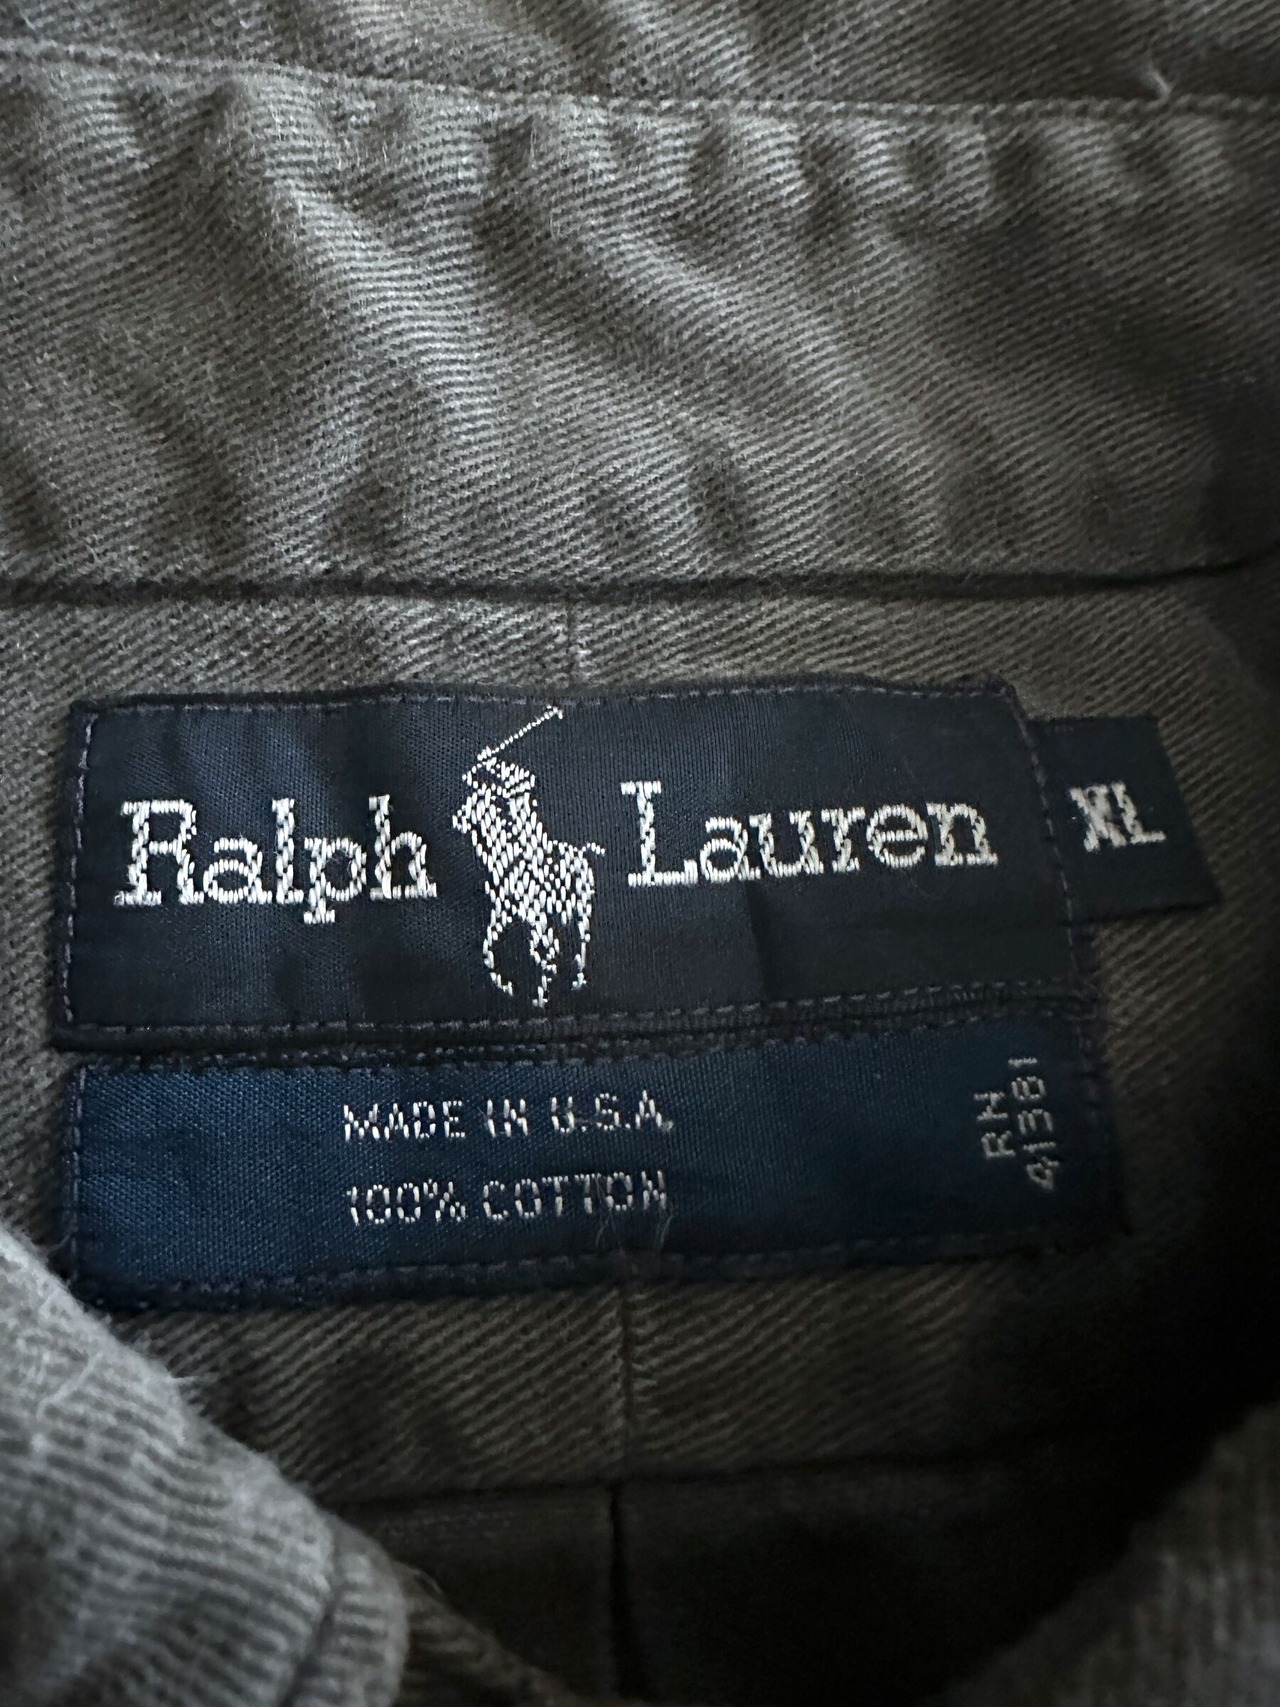 Ralph Lauren
XL
MADE IN U.S.A.
100% COTTON
RN
41381